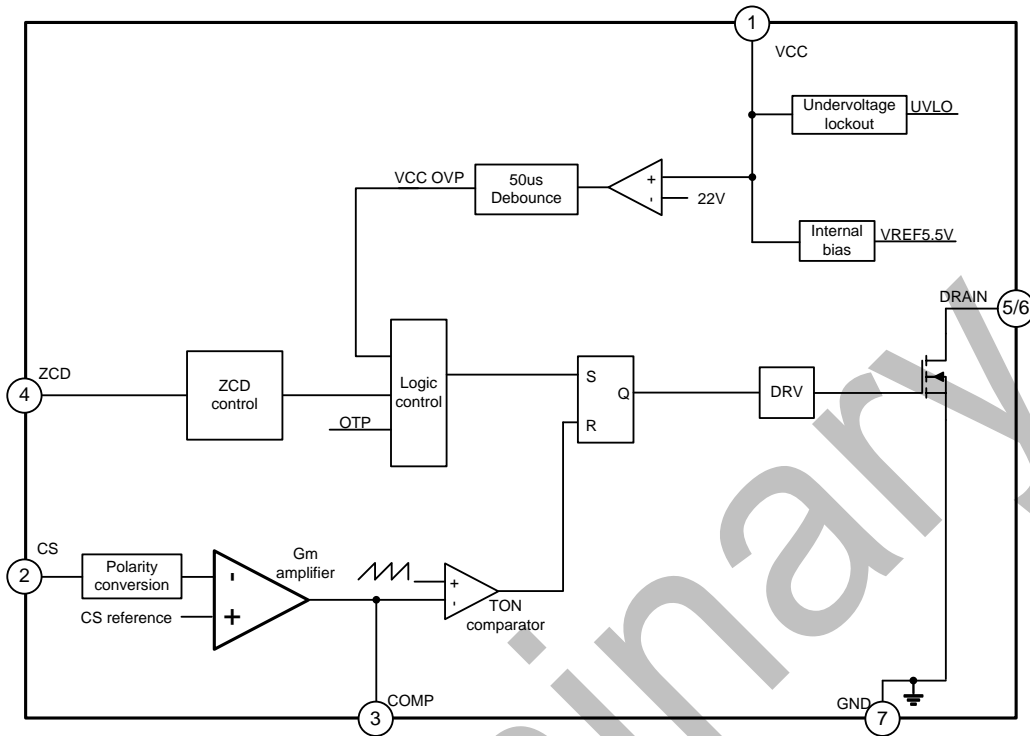 1
VCC
Undervoltage
lockout
UVLO
VCC OVP
50us
Debounce
+
-
22V
Internal
bias
VREF5.5V
DRAIN
5/6
4
ZCD
ZCD
control
Logic
control
OTP
S
Q
R
DRV
2
CS
Polarity
conversion
-
+
CS reference
Gm
amplifier
+
-
TON
comparator
3
COMP
GND
7
inary